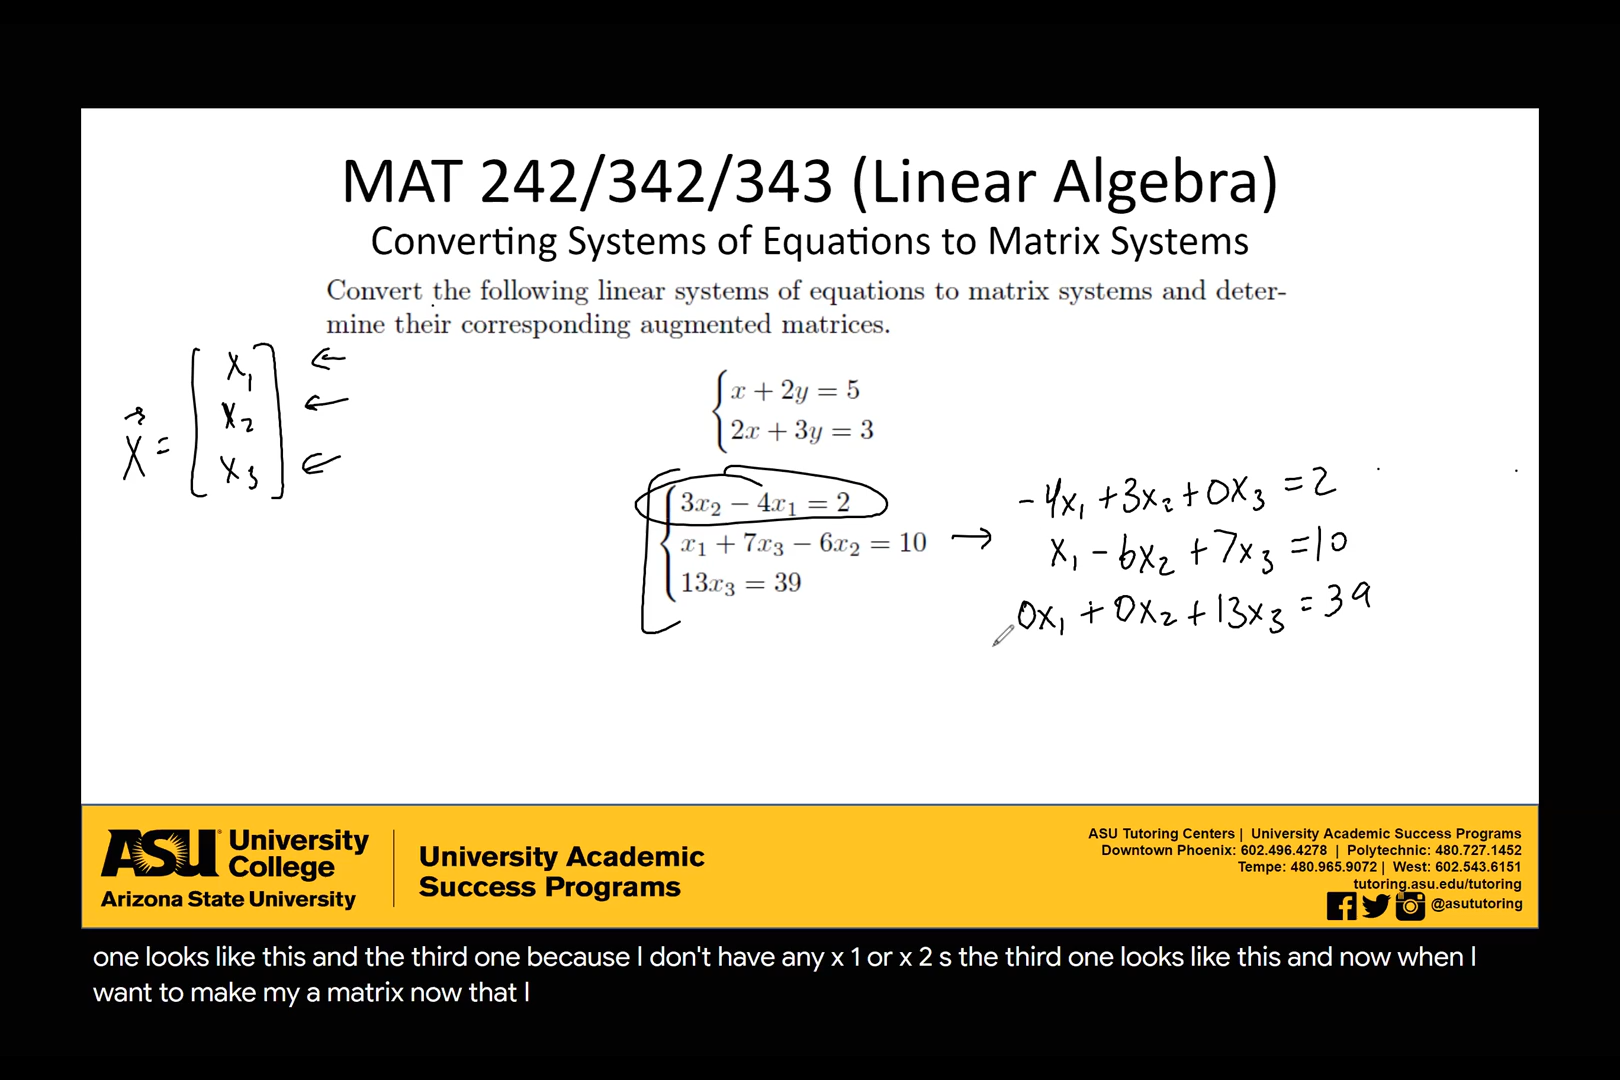 MAT 242/342/343 (Linear Algebra)
Converting Systems of Equations to Matrix Systems
Convert the following linear systems of equations to matrix systems and deter-
mine their corresponding augmented matrices.
x + 2y = 5
2x + 3y = 3
3x₂ − 4x₁ = 2
x₁ + 7x₃ − 6x₂ = 10
13x₃ = 39
x⃗ =
x₁ ←
x₂ ←
x₃ ←
→
-4x₁ + 3x₂ + 0x₃ = 2
x₁ - 6x₂ + 7x₃ = 10
0x₁ + 0x₂ + 13x₃ = 39
ASU University
College
Arizona State University
University Academic
Success Programs
ASU Tutoring Centers | University Academic Success Programs
Downtown Phoenix: 602.496.4278 | Polytechnic: 480.727.1452
Tempe: 480.965.9072 | West: 602.543.6151
tutoring.asu.edu/tutoring
@asututoring
one looks like this and the third one because I don't have any x 1 or x 2 s the third one looks like this and now when I
want to make my a matrix now that I